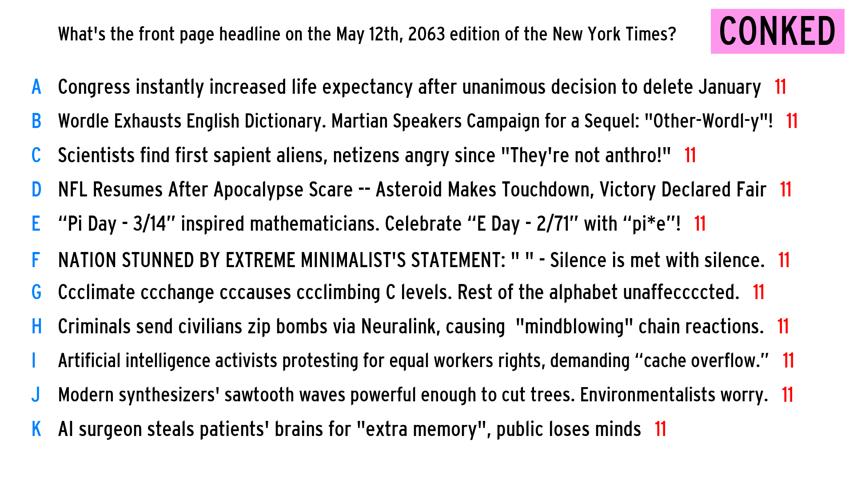 What's the front page headline on the May 12th, 2063 edition of the New York Times?
CONKED
A Congress instantly increased life expectancy after unanimous decision to delete January 11
B Wordle Exhausts English Dictionary. Martian Speakers Campaign for a Sequel: "Other-Wordl-y"! 11
C Scientists find first sapient aliens, netizens angry since "They're not anthro!" 11
D NFL Resumes After Apocalypse Scare -- Asteroid Makes Touchdown, Victory Declared Fair 11
E “Pi Day - 3/14” inspired mathematicians. Celebrate “E Day - 2/71” with “pi*e”! 11
F NATION STUNNED BY EXTREME MINIMALIST'S STATEMENT: " " - Silence is met with silence. 11
G Ccclimate ccchange cccauses ccclimbing C levels. Rest of the alphabet unaffecccted. 11
H Criminals send civilians zip bombs via Neuralink, causing "mindblowing" chain reactions. 11
I Artificial intelligence activists protesting for equal workers rights, demanding “cache overflow.” 11
J Modern synthesizers' sawtooth waves powerful enough to cut trees. Environmentalists worry. 11
K AI surgeon steals patients' brains for "extra memory", public loses minds 11